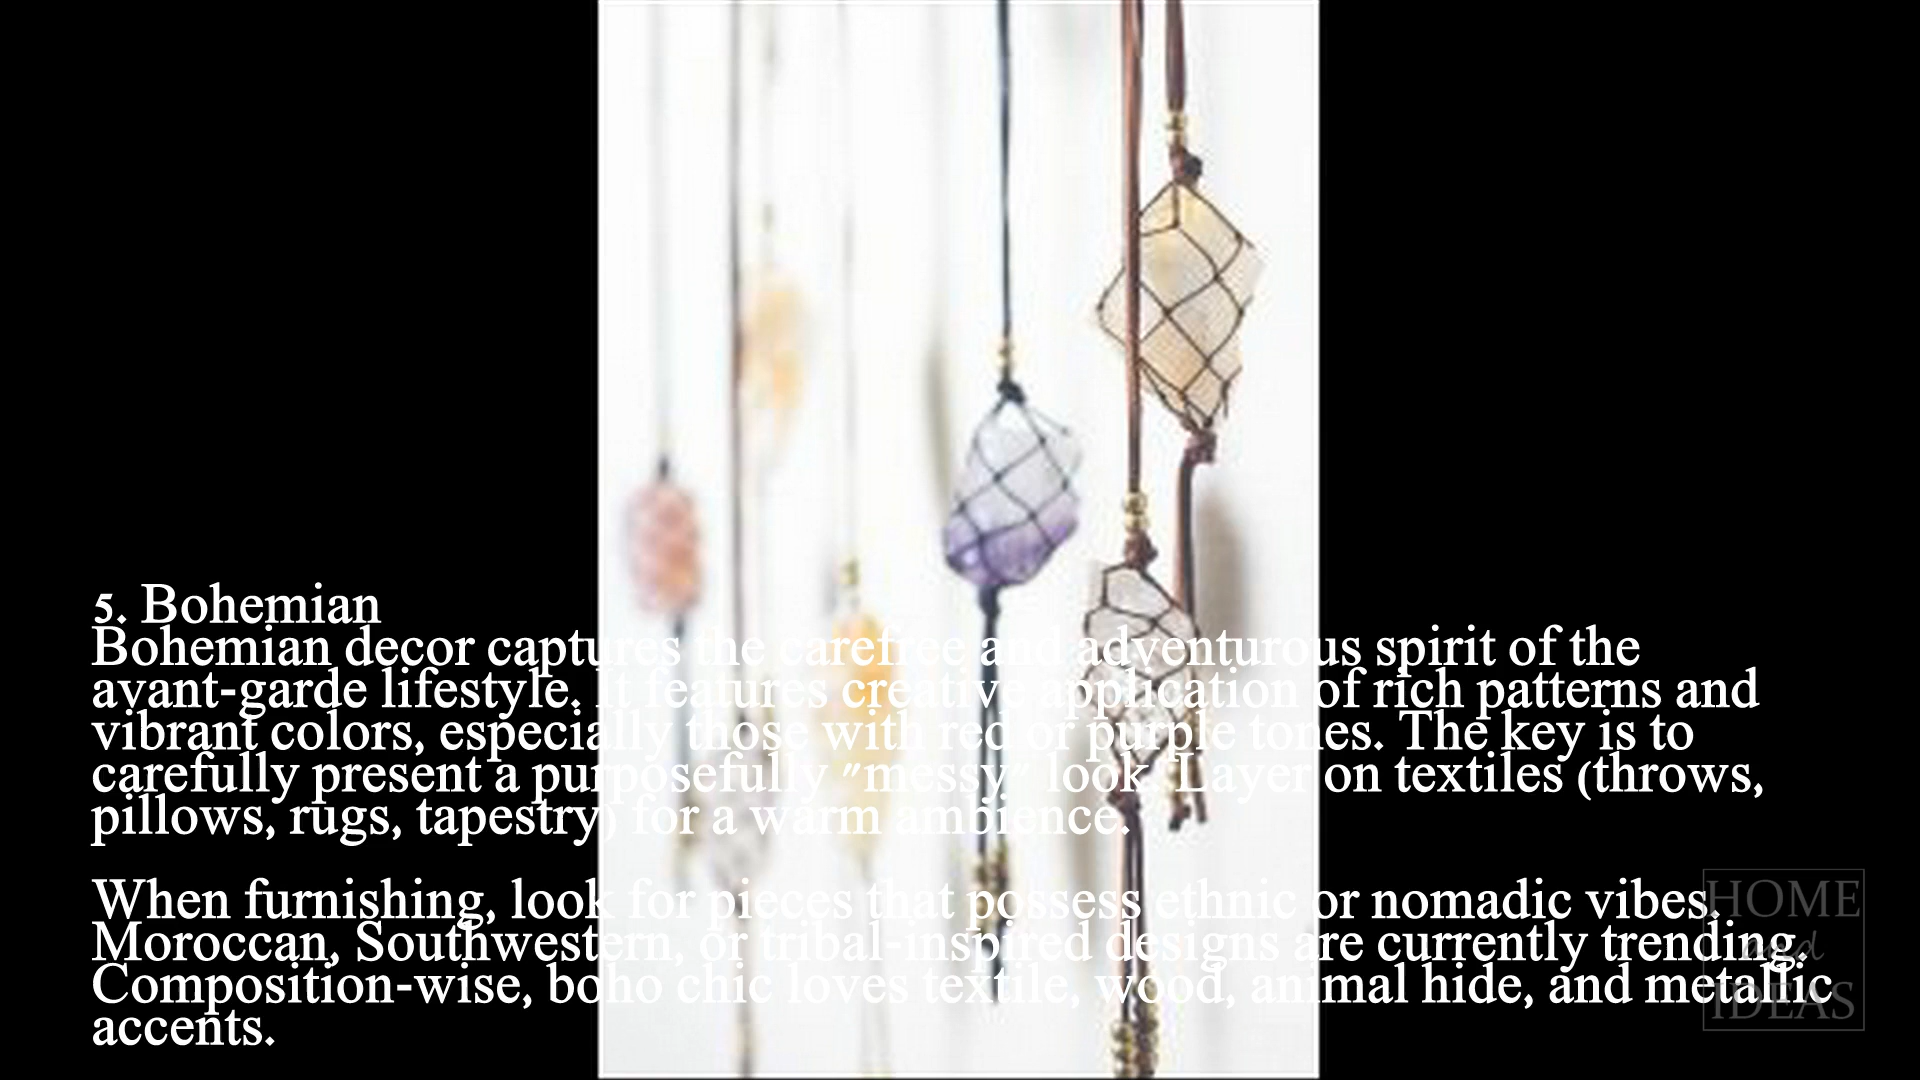 5. Bohemian
Bohemian decor captures the carefree and adventurous spirit of the
avant-garde lifestyle. It features creative application of rich patterns and
vibrant colors, especially those with red or purple tones. The key is to
carefully present a purposefully "messy" look. Layer on textiles (throws,
pillows, rugs, tapestry) for a warm ambience.
When furnishing, look for pieces that possess ethnic or nomadic vibes.
Moroccan, Southwestern, or tribal-inspired designs are currently trending.
Composition-wise, boho chic loves textile, wood, animal hide, and metallic
accents.
HOME
and
IDEAS